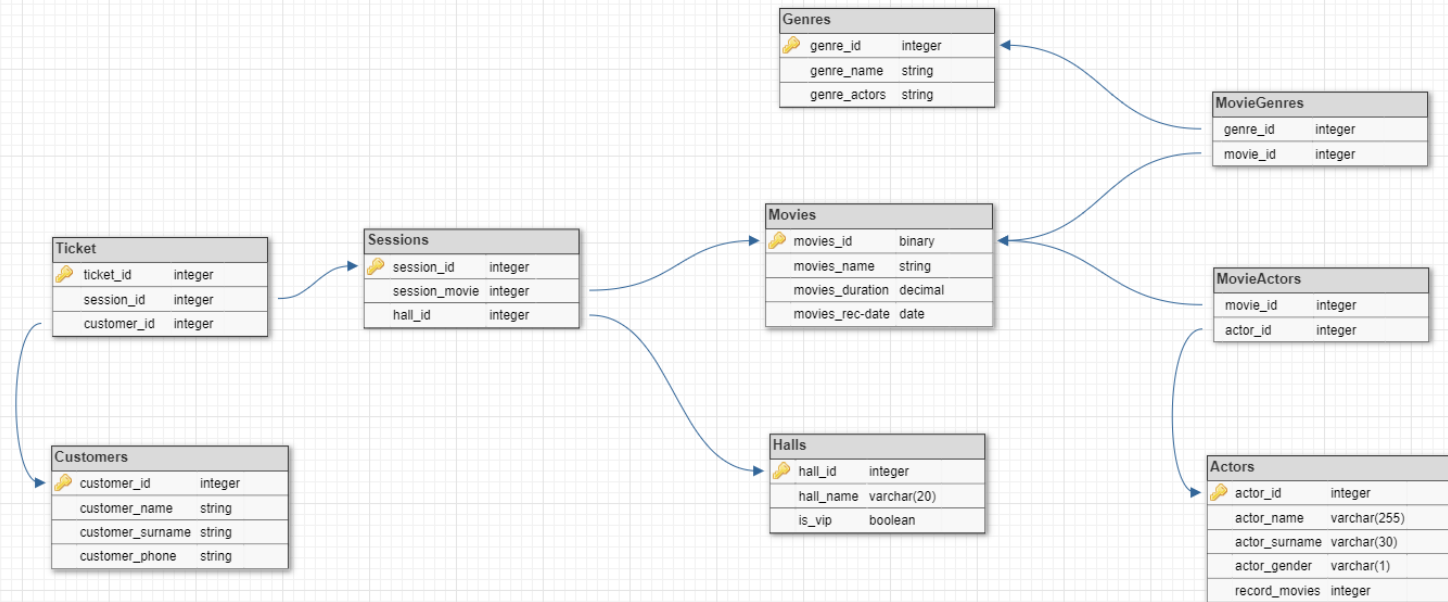 Genres
genre_id integer
genre_name string
genre_actors string
MovieGenres
genre_id integer
movie_id integer
Movies
movies_id binary
movies_name string
movies_duration decimal
movies_rec-date date
Ticket
ticket_id integer
session_id integer
customer_id integer
Sessions
session_id integer
session_movie integer
hall_id integer
MovieActors
movie_id integer
actor_id integer
Customers
customer_id integer
customer_name string
customer_surname string
customer_phone string
Halls
hall_id integer
hall_name varchar(20)
is_vip boolean
Actors
actor_id integer
actor_name varchar(255)
actor_surname varchar(30)
actor_gender varchar(1)
record_movies integer